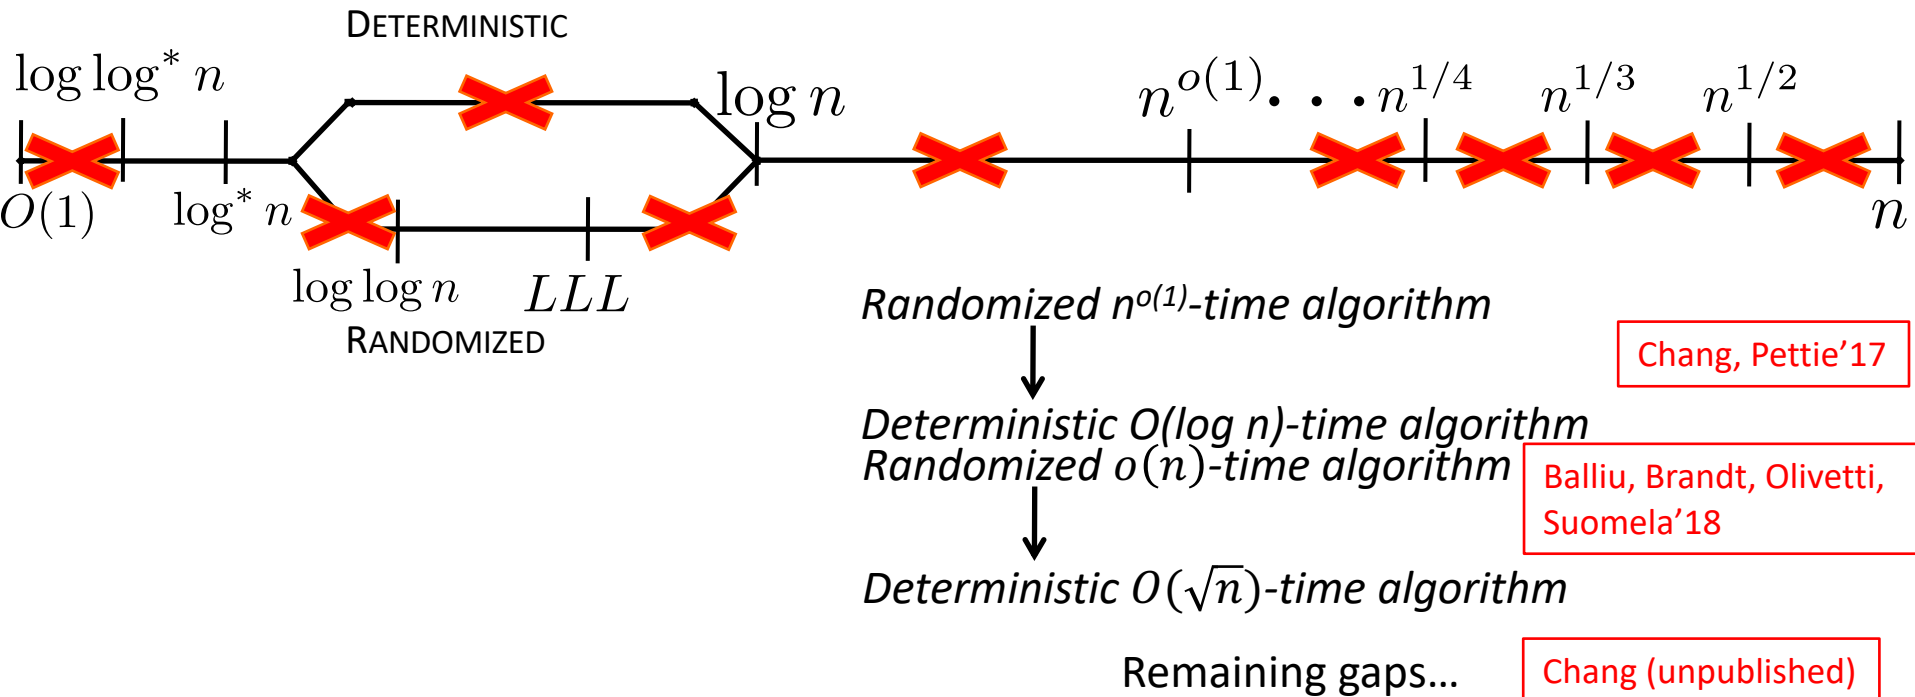 DETERMINISTIC
log log* n
log n
n^{o(1)} . . . n^{1/4} n^{1/3} n^{1/2}
O(1)
log* n
n
log log n
LLL
RANDOMIZED
Randomized n^{o(1)}-time algorithm
Chang, Pettie’17
Deterministic O(log n)-time algorithm
Randomized o(n)-time algorithm
Balliu, Brandt, Olivetti,
Suomela’18
Deterministic O(√n)-time algorithm
Remaining gaps…
Chang (unpublished)